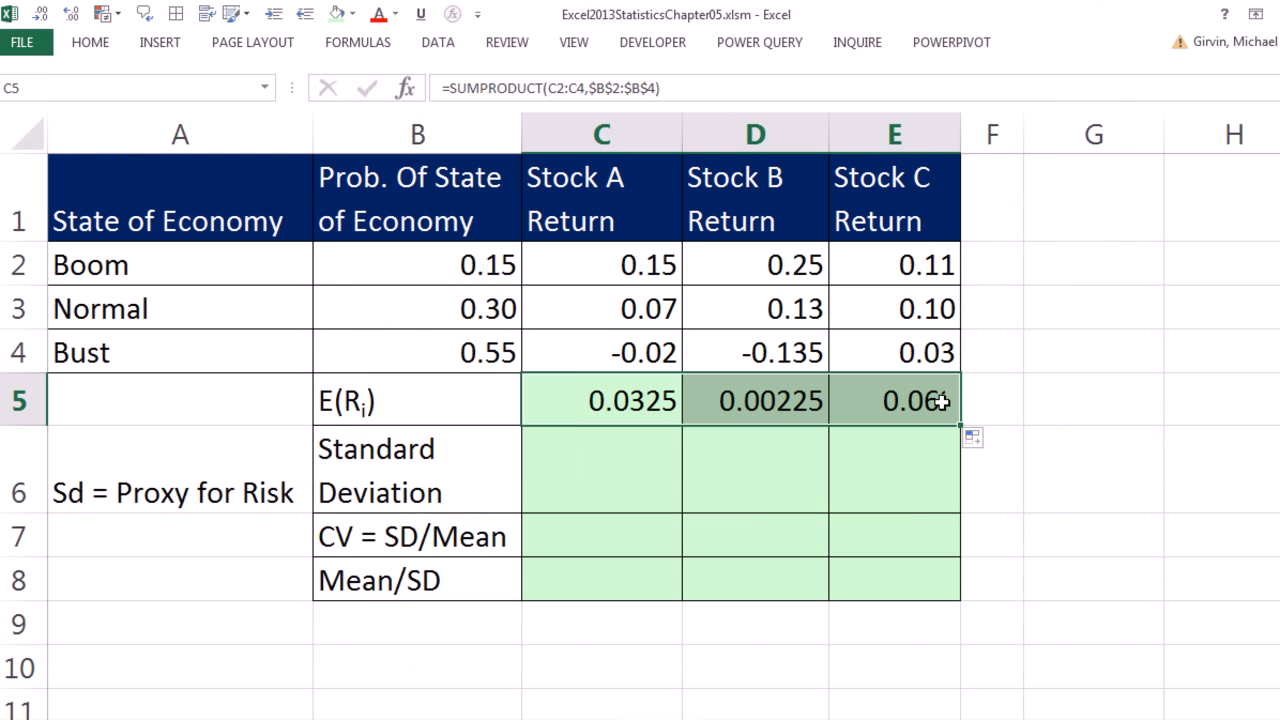 Excel2013StatisticsChapter05.xlsm - Excel
?
FILE HOME INSERT PAGE LAYOUT FORMULAS DATA REVIEW VIEW DEVELOPER POWER QUERY INQUIRE POWERPIVOT Girvin, Michael
C5 fx =SUMPRODUCT(C2:C4,$B$2:$B$4)
A B C D E F G H
Prob. Of State Stock A Stock B Stock C
1 State of Economy of Economy Return Return Return
2 Boom 0.15 0.15 0.25 0.11
3 Normal 0.30 0.07 0.13 0.10
4 Bust 0.55 -0.02 -0.135 0.03
5 E(Ri) 0.0325 0.00225
Standard
6 Sd = Proxy for Risk Deviation
7 CV = SD/Mean
8 Mean/SD
9
10
11